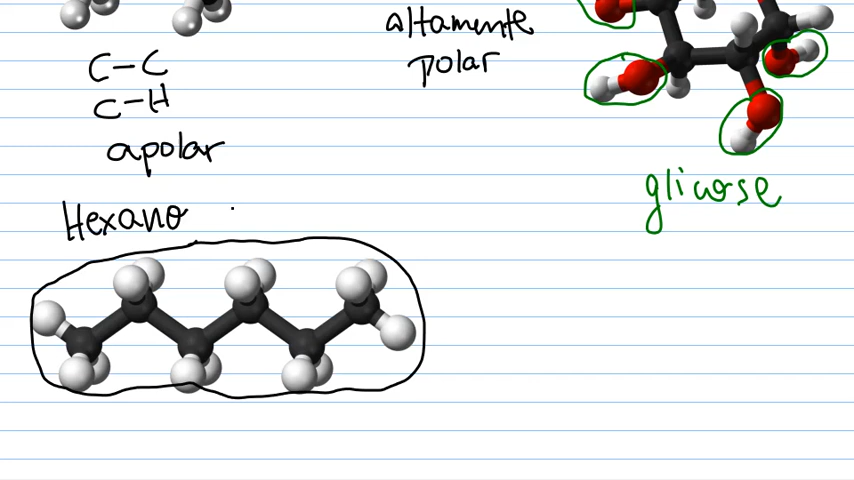 altamente
polar
C-C
C-H
apolar
glicose
Hexano